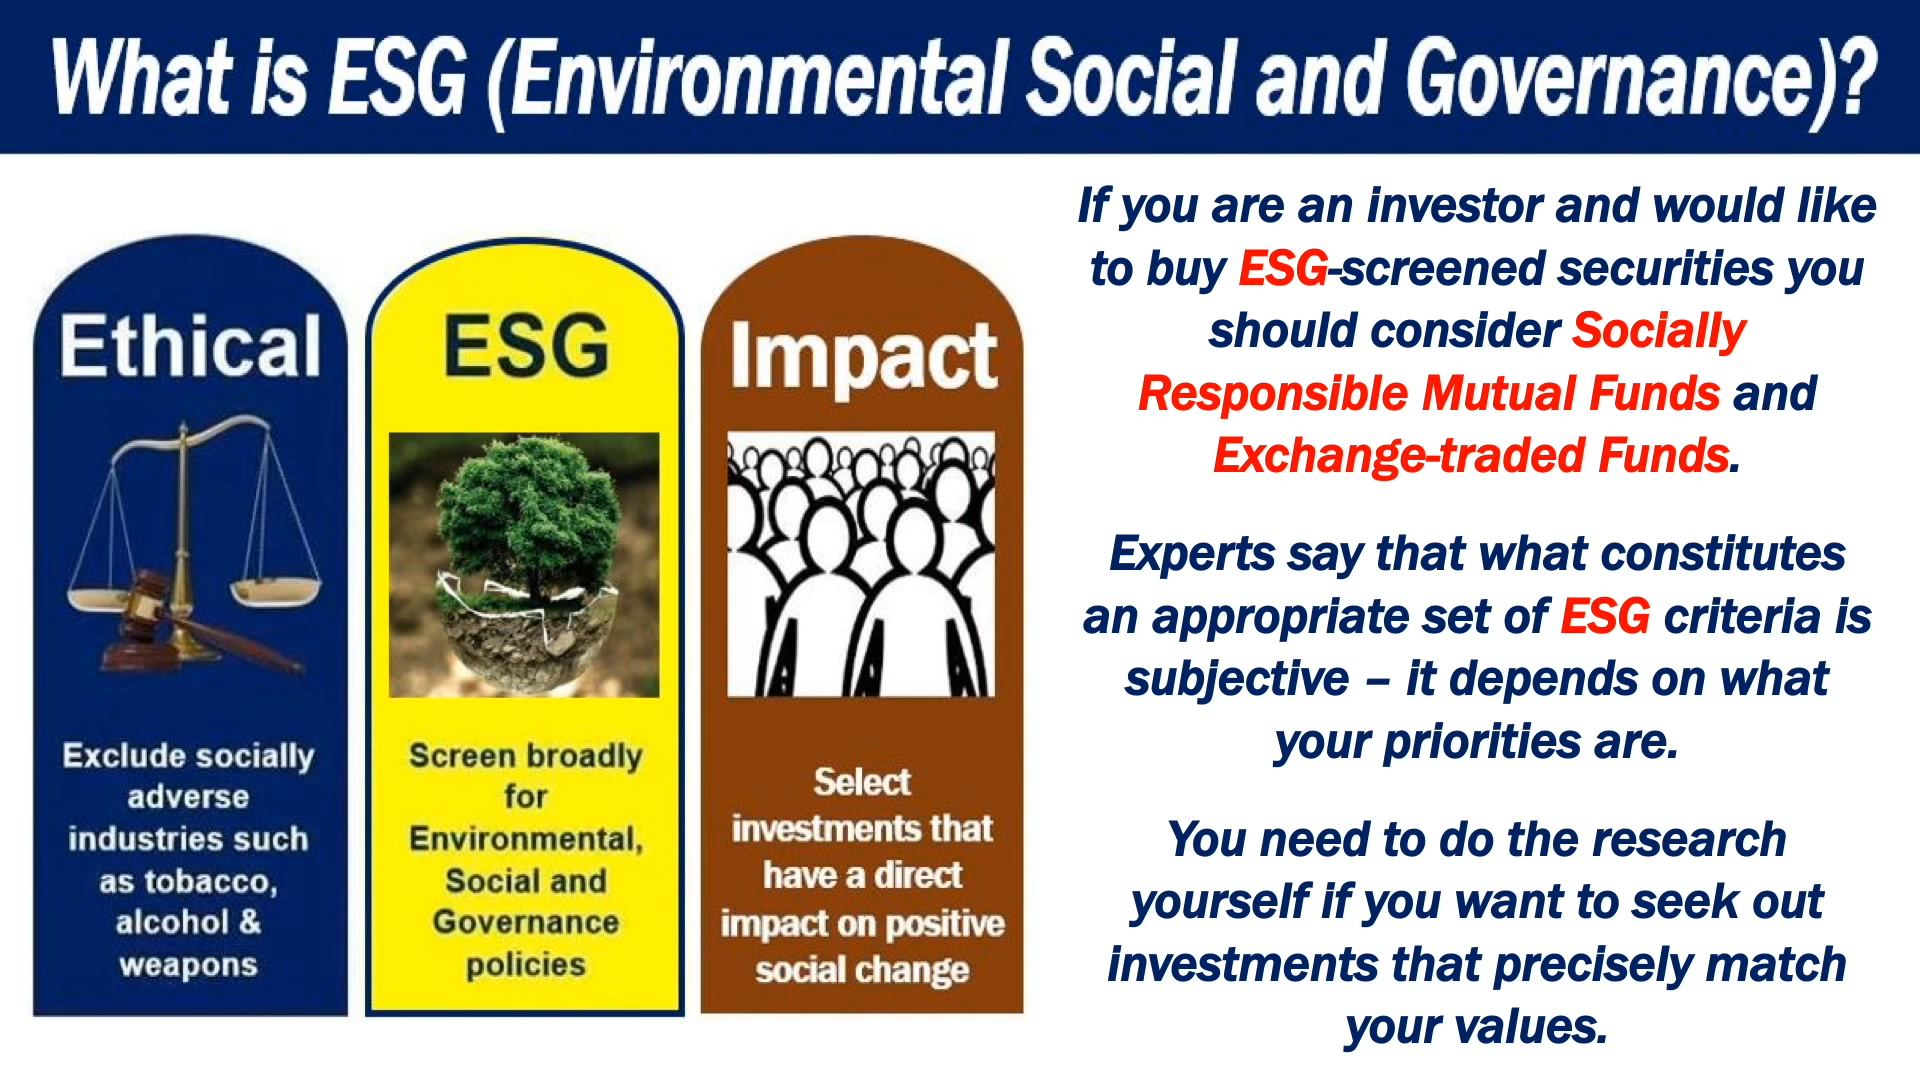 What is ESG (Environmental Social and Governance)?
Ethical
Exclude socially
adverse
industries such
as tobacco,
alcohol &
weapons
ESG
Screen broadly
for
Environmental,
Social and
Governance
policies
Impact
Select
investments that
have a direct
impact on positive
social change
If you are an investor and would like
to buy ESG-screened securities you
should consider Socially
Responsible Mutual Funds and
Exchange-traded Funds.
Experts say that what constitutes
an appropriate set of ESG criteria is
subjective – it depends on what
your priorities are.
You need to do the research
yourself if you want to seek out
investments that precisely match
your values.